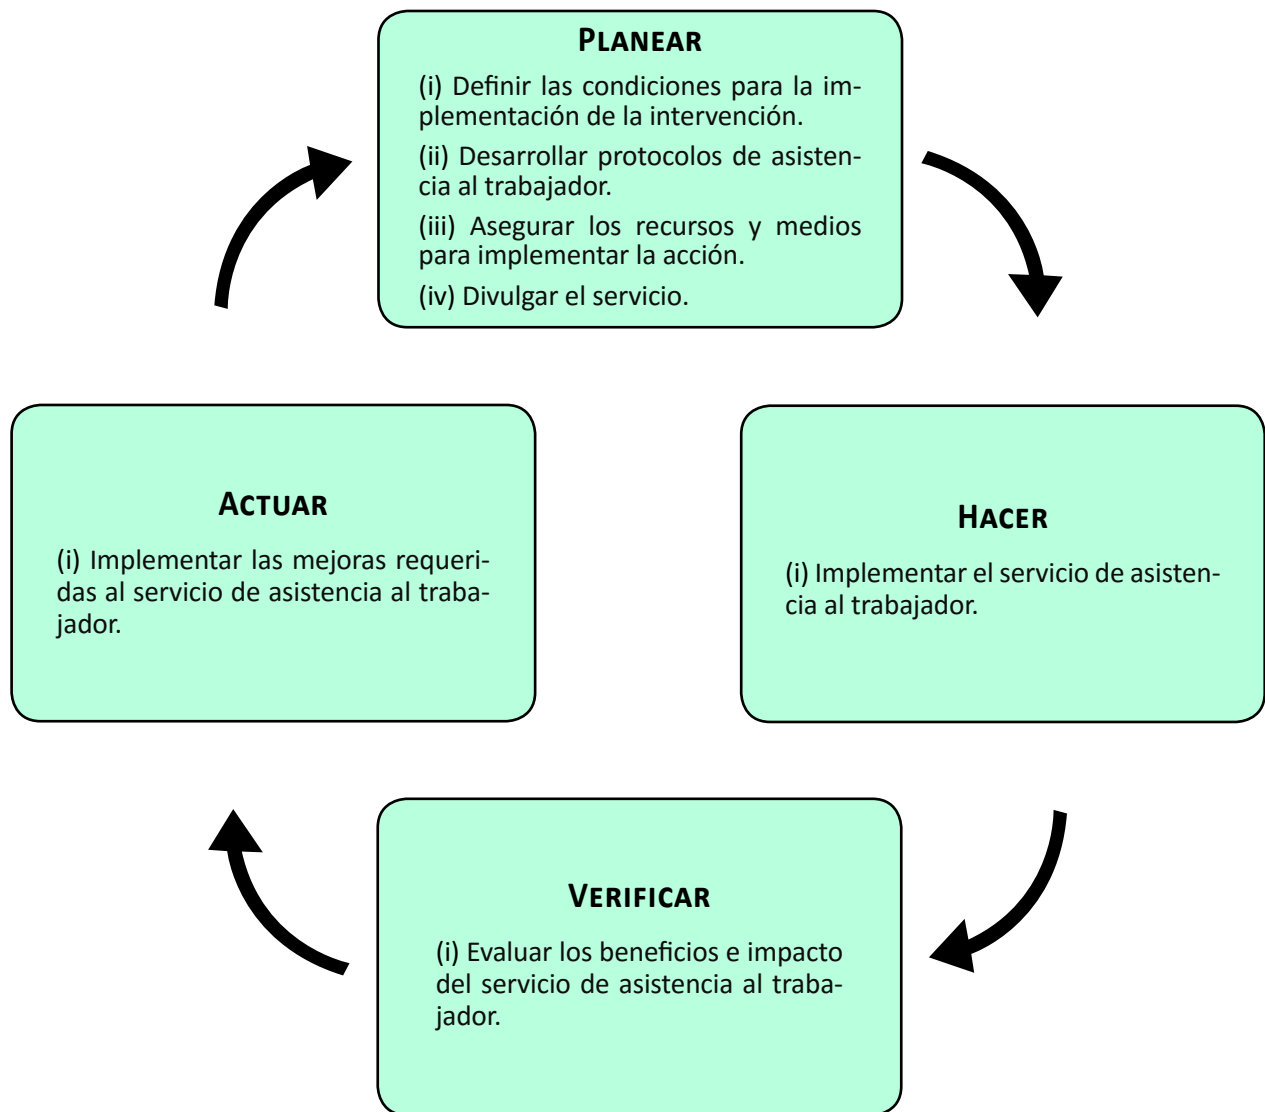 PLANEAR
(i) Definir las condiciones para la im-
plementación de la intervención.
(ii) Desarrollar protocolos de asisten-
cia al trabajador.
(iii) Asegurar los recursos y medios
para implementar la acción.
(iv) Divulgar el servicio.
HACER
(i) Implementar el servicio de asisten-
cia al trabajador.
VERIFICAR
(i) Evaluar los beneficios e impacto
del servicio de asistencia al traba-
jador.
ACTUAR
(i) Implementar las mejoras requeri-
das al servicio de asistencia al traba-
jador.